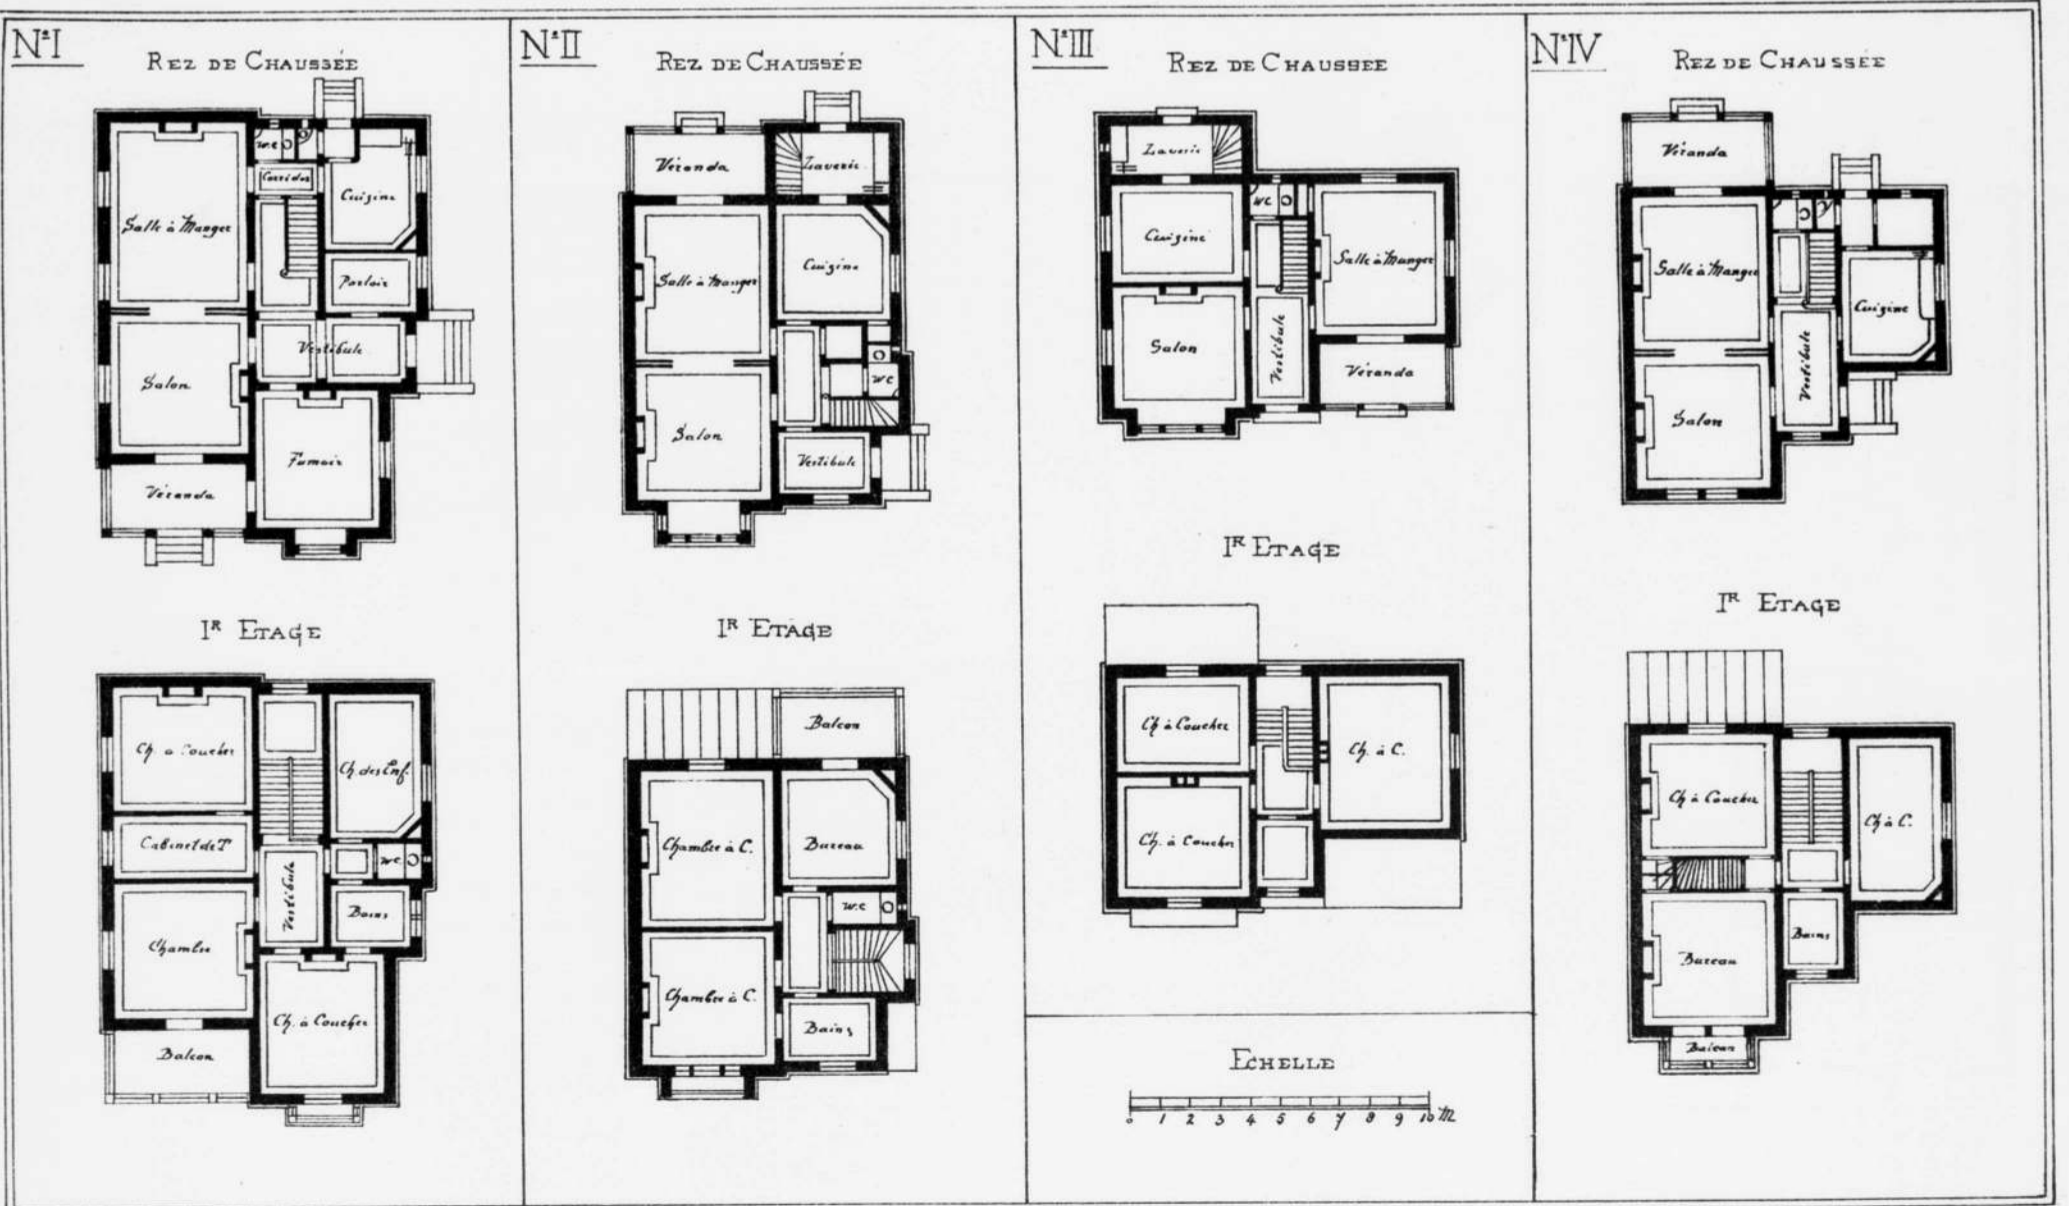 N°I
REZ DE CHAUSSÉE
W.C
Corridor
Cuisine
Salle à Manger
Parloir
Vestibule
Salon
Fumoir
Véranda
IR ETAGE
Ch. à Coucher
Ch. des Enf.
Cabinet de T
W.C.
Vestibule
Bains
Chambre
Ch. à Coucher
Balcon
N°II
REZ DE CHAUSSÉE
Véranda
Laverie
Cuisine
Salle à Manger
W.C
Salon
Vestibule
IR ETAGE
Balcon
Chambre à C.
Bureau
W.C
Chambre à C.
Bains
N°III
REZ DE CHAUSSEE
Laverie
WC
Cuisine
Salle à Manger
Salon
Vestibule
Véranda
IR ETAGE
Ch à Coucher
Ch. à C.
Ch. à Coucher
ECHELLE
0 1 2 3 4 5 6 7 8 9 10 M
N°IV
REZ DE CHAUSSÉE
Véranda
Salle à Manger
Cuisine
Vestibule
Salon
IR ETAGE
Ch à Coucher
Ch à C.
Bains
Bureau
Balcon